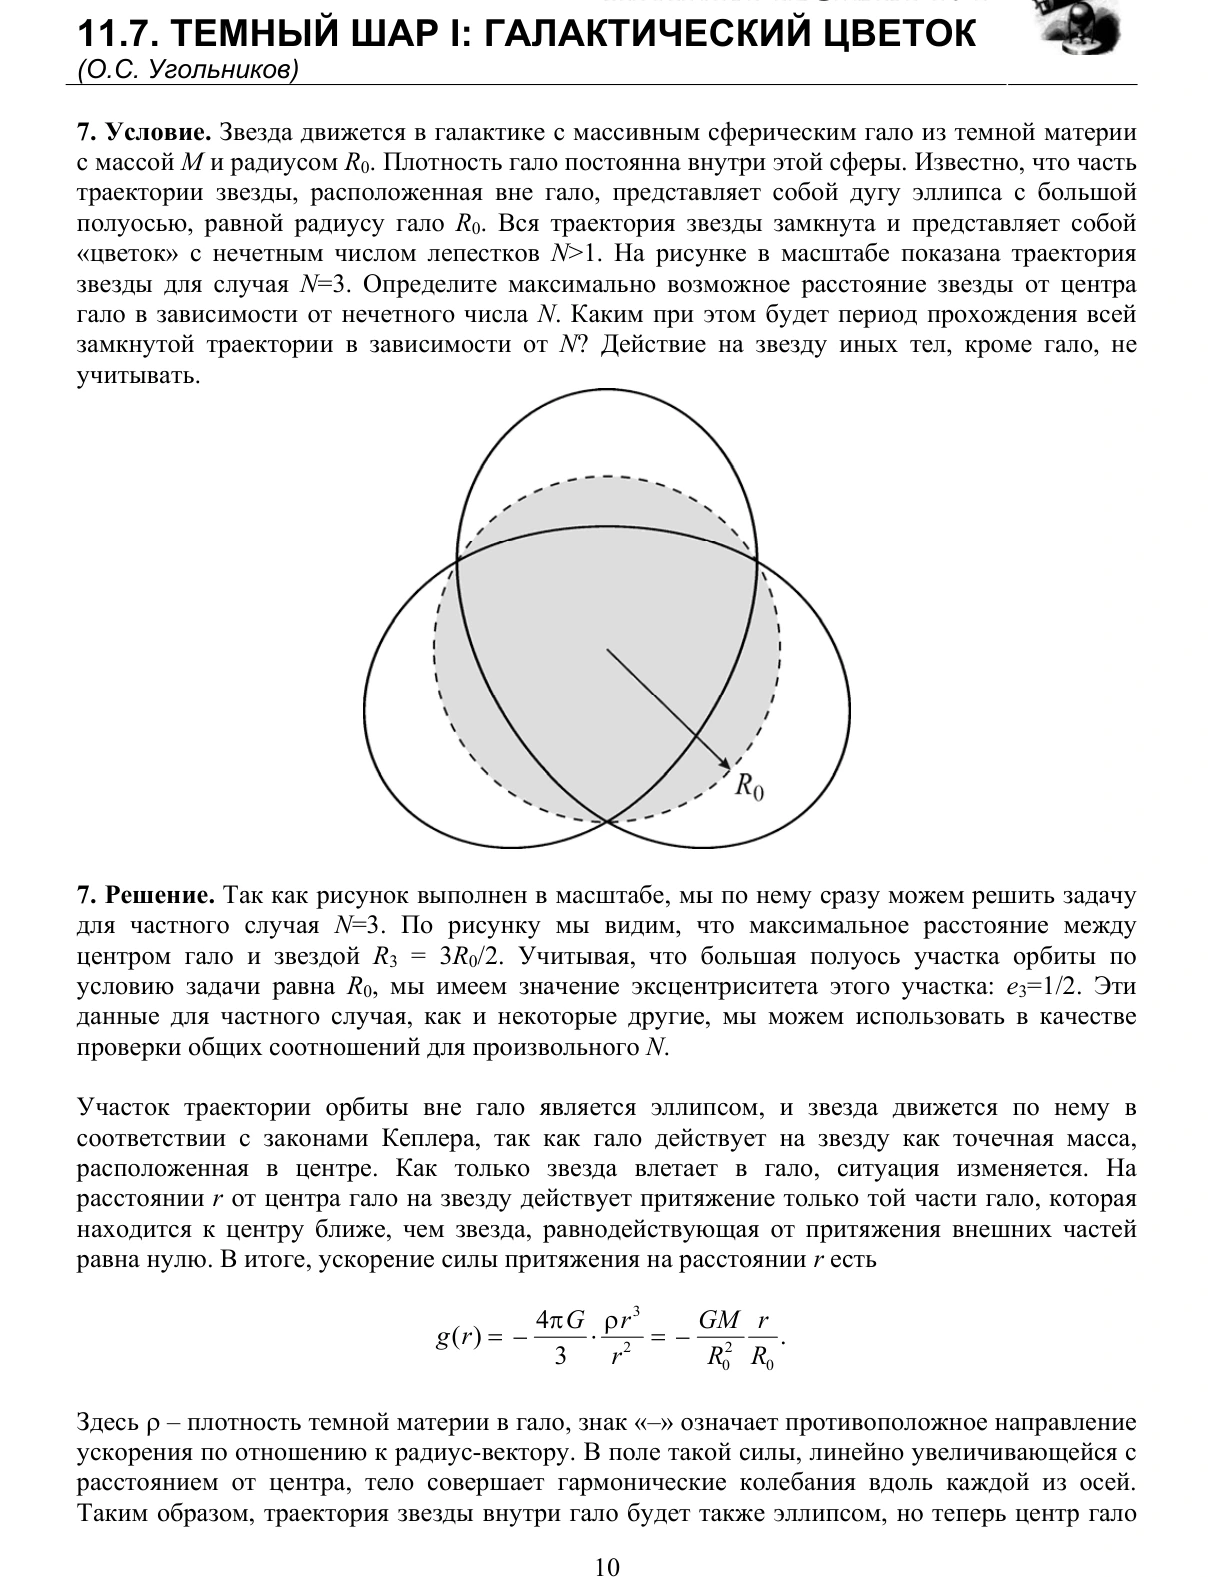 11.7. ТЕМНЫЙ ШАР I: ГАЛАКТИЧЕСКИЙ ЦВЕТОК
(О.С. Угольников)
7. Условие. Звезда движется в галактике с массивным сферическим гало из темной материи
с массой M и радиусом R₀. Плотность гало постоянна внутри этой сферы. Известно, что часть
траектории звезды, расположенная вне гало, представляет собой дугу эллипса с большой
полуосью, равной радиусу гало R₀. Вся траектория звезды замкнута и представляет собой
«цветок» с нечетным числом лепестков N>1. На рисунке в масштабе показана траектория
звезды для случая N=3. Определите максимально возможное расстояние звезды от центра
гало в зависимости от нечетного числа N. Каким при этом будет период прохождения всей
замкнутой траектории в зависимости от N? Действие на звезду иных тел, кроме гало, не
учитывать.
R₀
7. Решение. Так как рисунок выполнен в масштабе, мы по нему сразу можем решить задачу
для частного случая N=3. По рисунку мы видим, что максимальное расстояние между
центром гало и звездой R₃ = 3R₀/2. Учитывая, что большая полуось участка орбиты по
условию задачи равна R₀, мы имеем значение эксцентриситета этого участка: e₃=1/2. Эти
данные для частного случая, как и некоторые другие, мы можем использовать в качестве
проверки общих соотношений для произвольного N.
Участок траектории орбиты вне гало является эллипсом, и звезда движется по нему в
соответствии с законами Кеплера, так как гало действует на звезду как точечная масса,
расположенная в центре. Как только звезда влетает в гало, ситуация изменяется. На
расстоянии r от центра гало на звезду действует притяжение только той части гало, которая
находится к центру ближе, чем звезда, равнодействующая от притяжения внешних частей
равна нулю. В итоге, ускорение силы притяжения на расстоянии r есть
g(r) = – 4πG/3 · ρr³/r² = – GM/R₀² r/R₀.
Здесь ρ – плотность темной материи в гало, знак «–» означает противоположное направление
ускорения по отношению к радиус-вектору. В поле такой силы, линейно увеличивающейся с
расстоянием от центра, тело совершает гармонические колебания вдоль каждой из осей.
Таким образом, траектория звезды внутри гало будет также эллипсом, но теперь центр гало
10